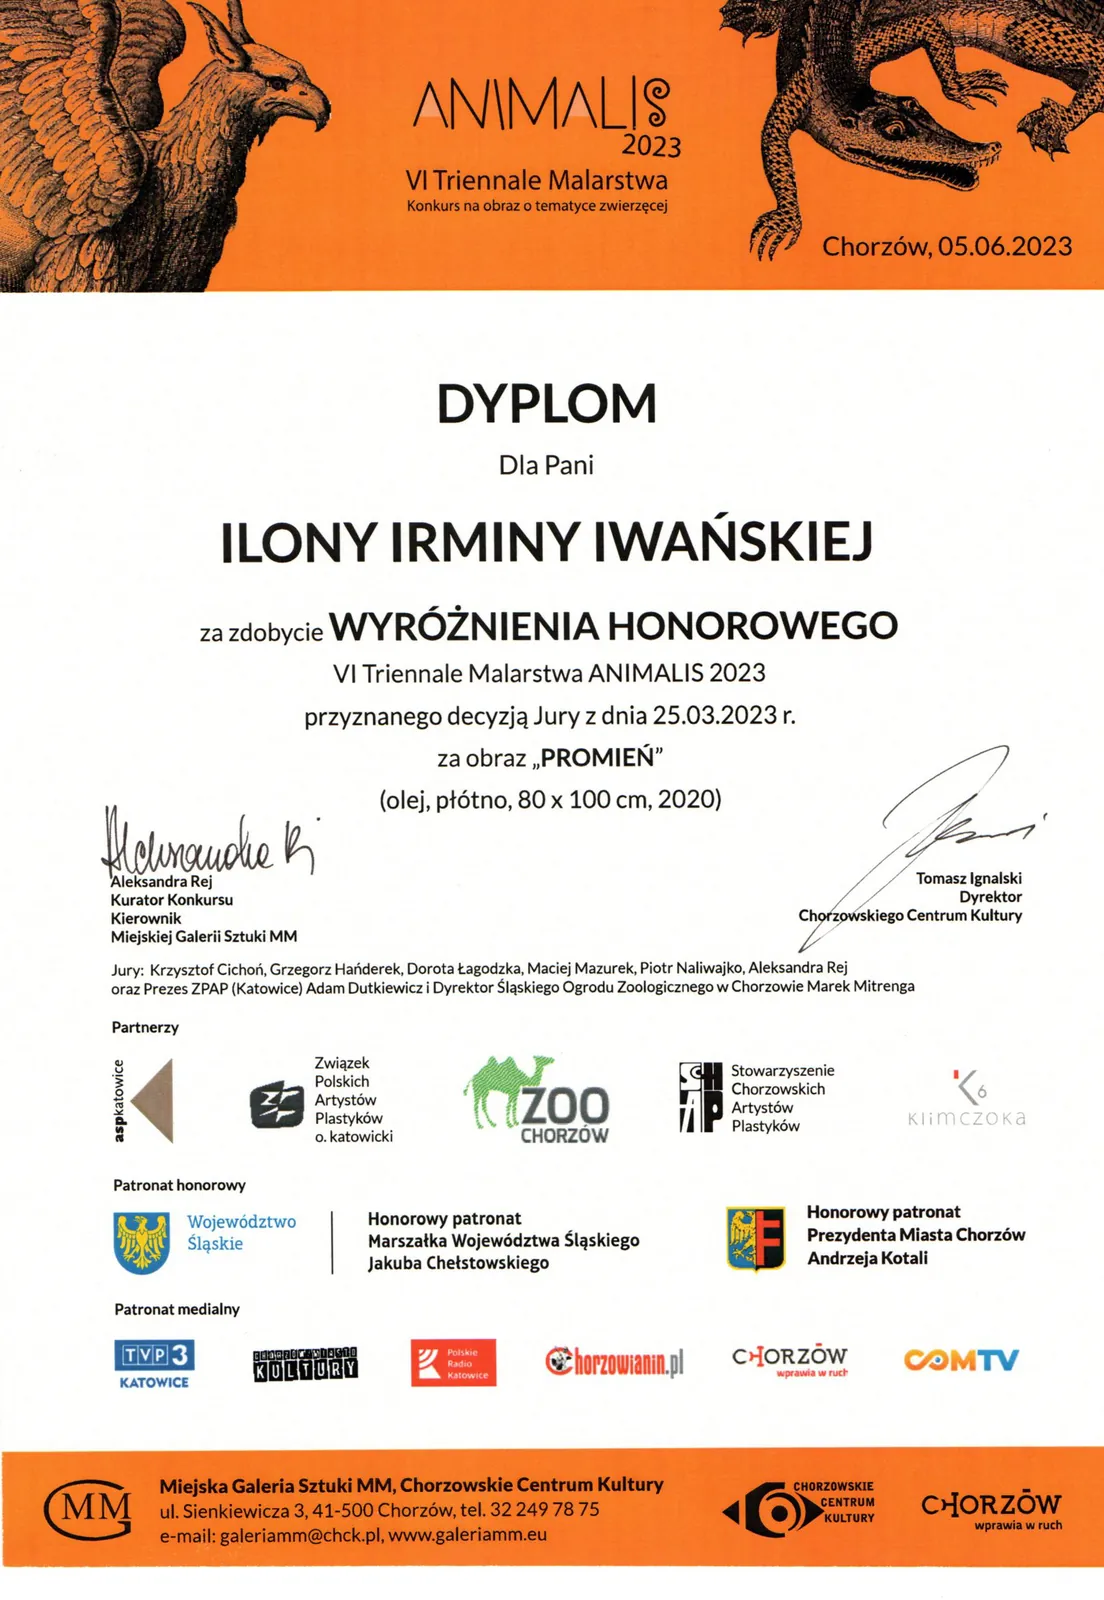 ANIMALIS
2023
VI Triennale Malarstwa
Konkurs na obraz o tematyce zwierzęcej
Chorzów, 05.06.2023
DYPLOM
Dla Pani
ILONY IRMINY IWAŃSKIEJ
za zdobycie WYRÓŻNIENIA HONOROWEGO
VI Triennale Malarstwa ANIMALIS 2023
przyznanego decyzją Jury z dnia 25.03.2023 r.
za obraz „PROMIEŃ”
(olej, płótno, 80 x 100 cm, 2020)
Aleksandra Rej
Aleksandra Rej
Kurator Konkursu
Kierownik
Miejskiej Galerii Sztuki MM
Tomasz Ignalski
Dyrektor
Chorzowskiego Centrum Kultury
Jury: Krzysztof Cichoń, Grzegorz Hańderek, Dorota Łagodzka, Maciej Mazurek, Piotr Naliwajko, Aleksandra Rej
oraz Prezes ZPAP (Katowice) Adam Dutkiewicz i Dyrektor Śląskiego Ogrodu Zoologicznego w Chorzowie Marek Mitrenga
Partnerzy
aspkatowice
Związek
Polskich
Artystów
Plastyków
o. katowicki
ZOO
CHORZÓW
SCH
AP
Stowarzyszenie
Chorzowskich
Artystów
Plastyków
K6
Klimczoka
Patronat honorowy
Województwo
Śląskie
Honorowy patronat
Marszałka Województwa Śląskiego
Jakuba Chełstowskiego
Honorowy patronat
Prezydenta Miasta Chorzów
Andrzeja Kotali
Patronat medialny
TVP3
KATOWICE
CHORZÓW MIASTO
KULTURY
Polskie
Radio
Katowice
Chorzowianin.pl
CHORZÓW
wprawia w ruch
COMTV
MM
G
Miejska Galeria Sztuki MM, Chorzowskie Centrum Kultury
ul. Sienkiewicza 3, 41-500 Chorzów, tel. 32 249 78 75
e-mail: galeriamm@chck.pl, www.galeriamm.eu
CHORZOWSKIE
CENTRUM
KULTURY
CHORZÓW
wprawia w ruch